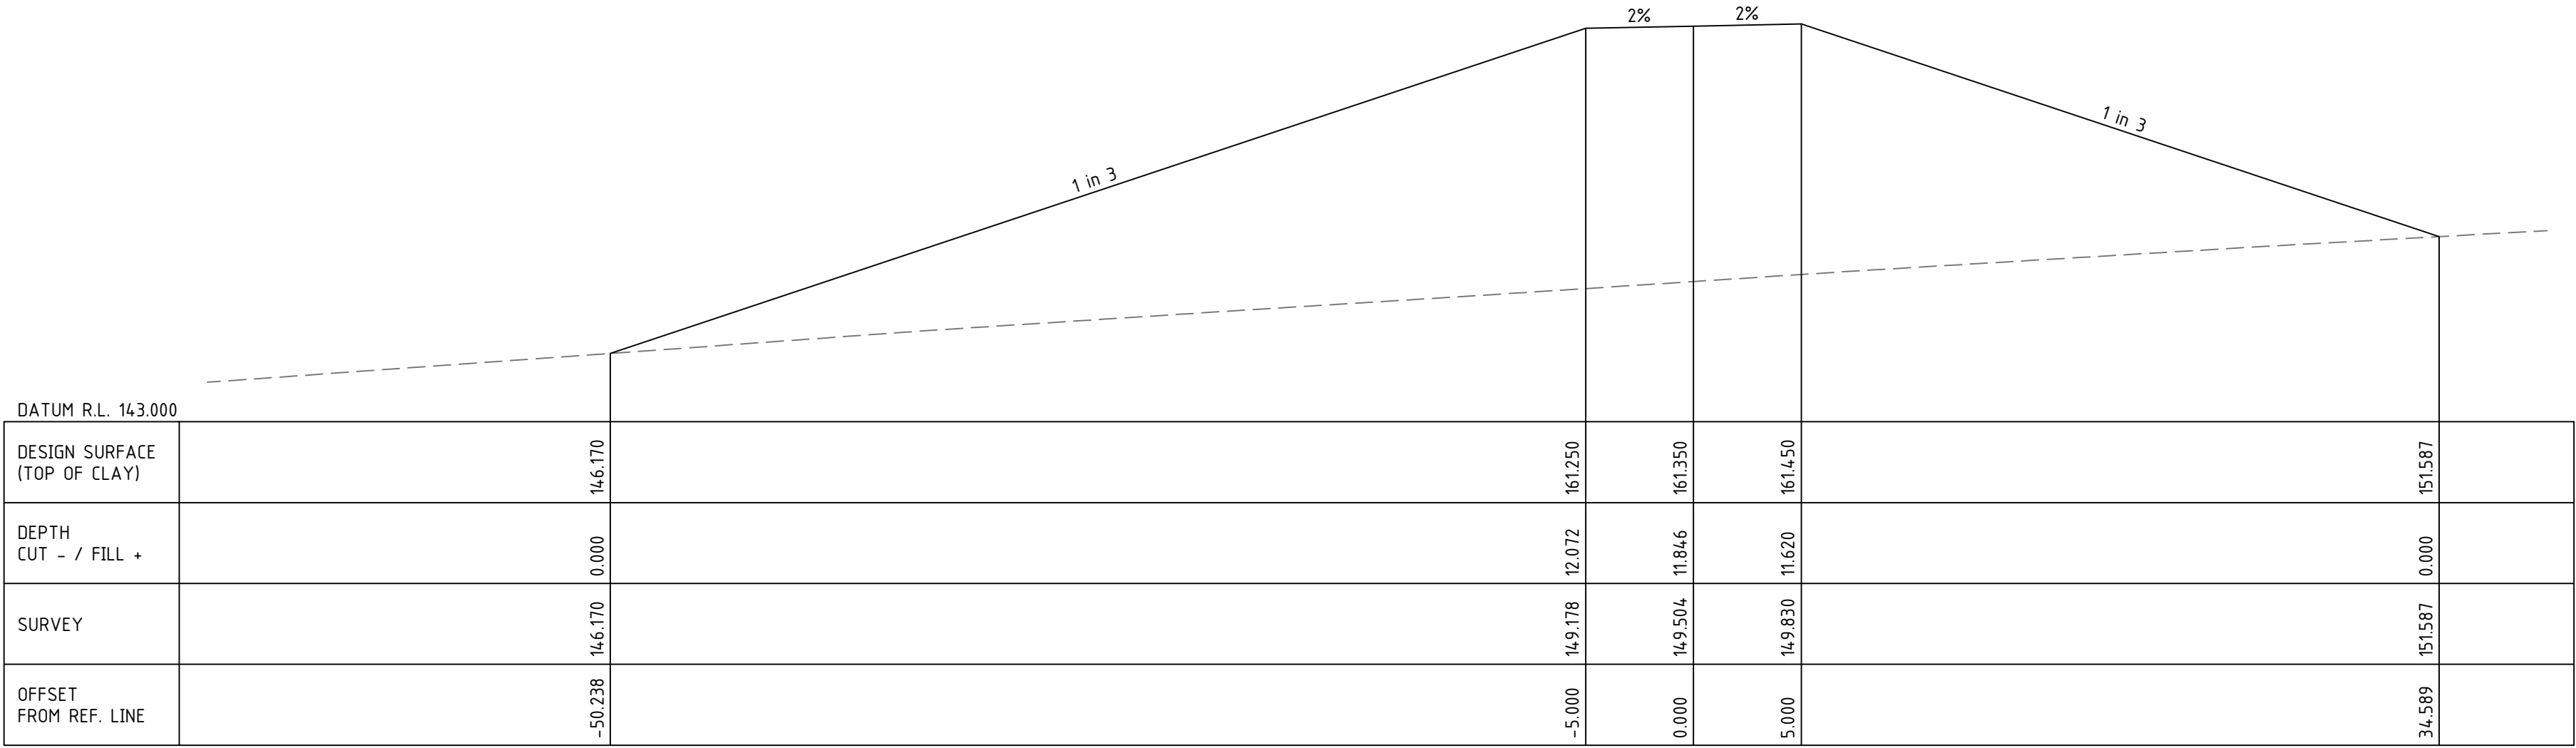 2%
2%
1 in 3
1 in 3
DATUM R.L. 143.000
DESIGN SURFACE
(TOP OF CLAY)
146.170
161.250
161.350
161.450
151.587
DEPTH
CUT - / FILL +
0.000
12.072
11.846
11.620
0.000
SURVEY
146.170
149.178
149.504
149.830
151.587
OFFSET
FROM REF. LINE
-50.238
-5.000
0.000
5.000
34.589